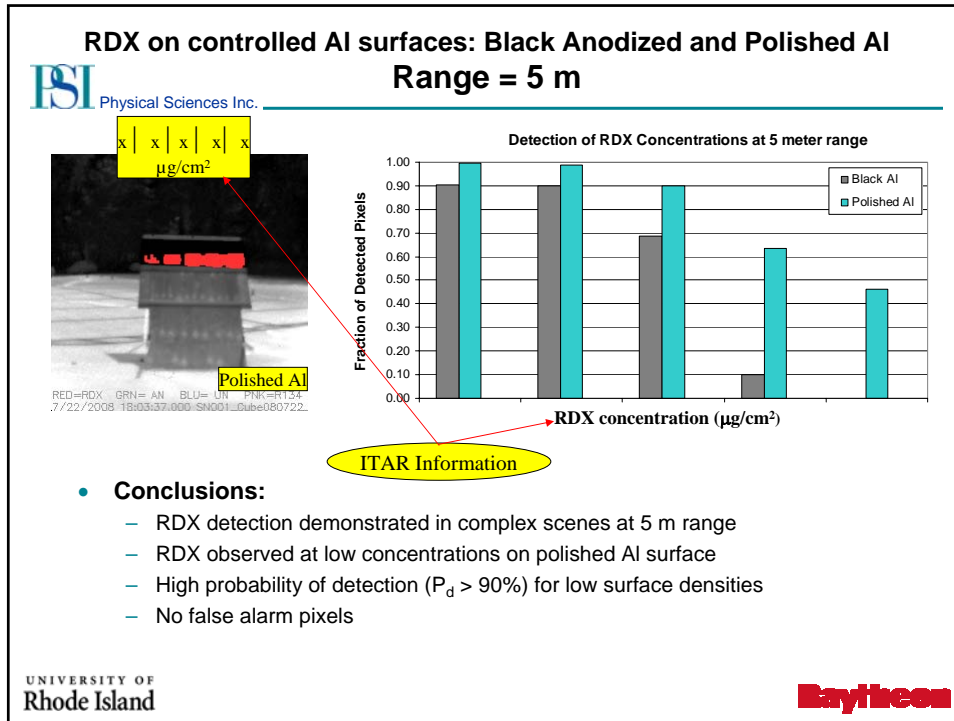 RDX on controlled Al surfaces: Black Anodized and Polished Al
Range = 5 m
PSI Physical Sciences Inc.
x | x | x | x | x
µg/cm²
Polished Al
RED=RDX GRN= AN BLU= UN PNK=R134
7/22/2008 18:03:37.000 SN001_Cube080722
Detection of RDX Concentrations at 5 meter range
Fraction of Detected Pixels
1.00
0.90
0.80
0.70
0.60
0.50
0.40
0.30
0.20
0.10
0.00
Black Al
Polished Al
RDX concentration (µg/cm²)
ITAR Information
• Conclusions:
– RDX detection demonstrated in complex scenes at 5 m range
– RDX observed at low concentrations on polished Al surface
– High probability of detection (Pd > 90%) for low surface densities
– No false alarm pixels
UNIVERSITY OF
Rhode Island
Raytheon